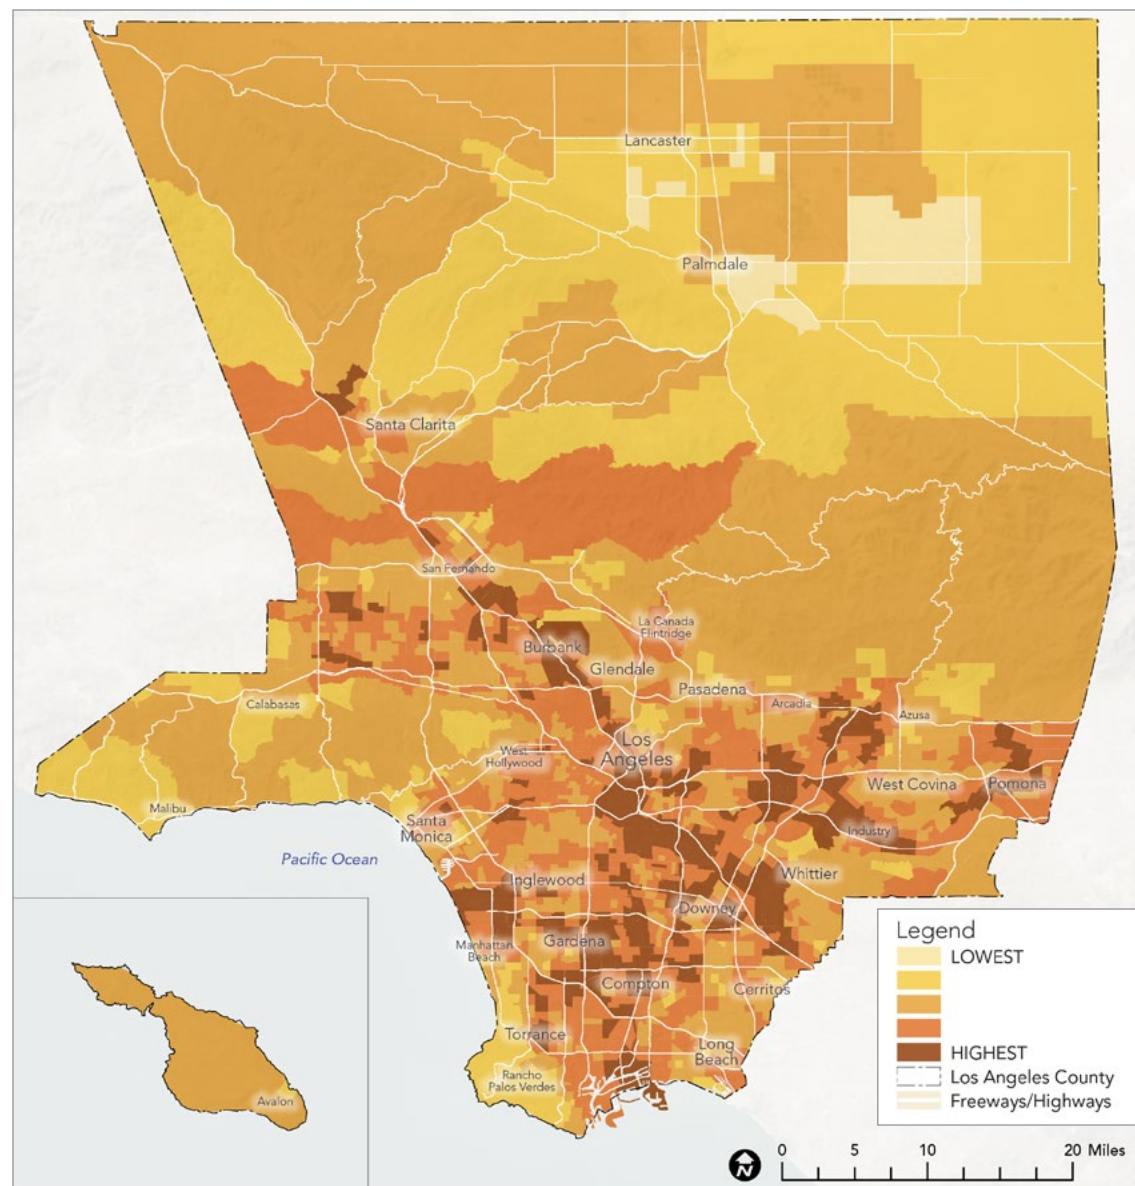 Lancaster
Palmdale
Santa Clarita
San Fernando
La Canada
Flintridge
Burbank
Glendale
Pasadena
Calabasas
Arcadia
Azusa
Los
Angeles
West
Hollywood
West Covina
Pomona
Malibu
Santa
Monica
Industry
Pacific Ocean
Inglewood
Whittier
Downey
Manhattan
Beach
Gardena
Compton
Cerritos
Torrance
Long
Beach
Rancho
Palos Verdes
Avalon
Legend
LOWEST
HIGHEST
Los Angeles County
Freeways/Highways
N
0 5 10 20 Miles